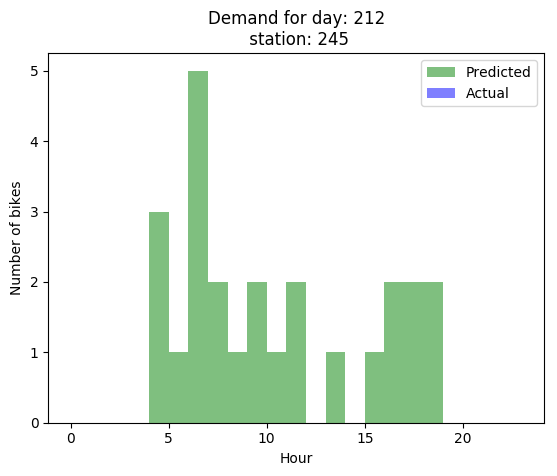 Demand for day: 212
station: 245
Predicted
Actual
Number of bikes
5
4
3
2
1
0
0 5 10 15 20
Hour